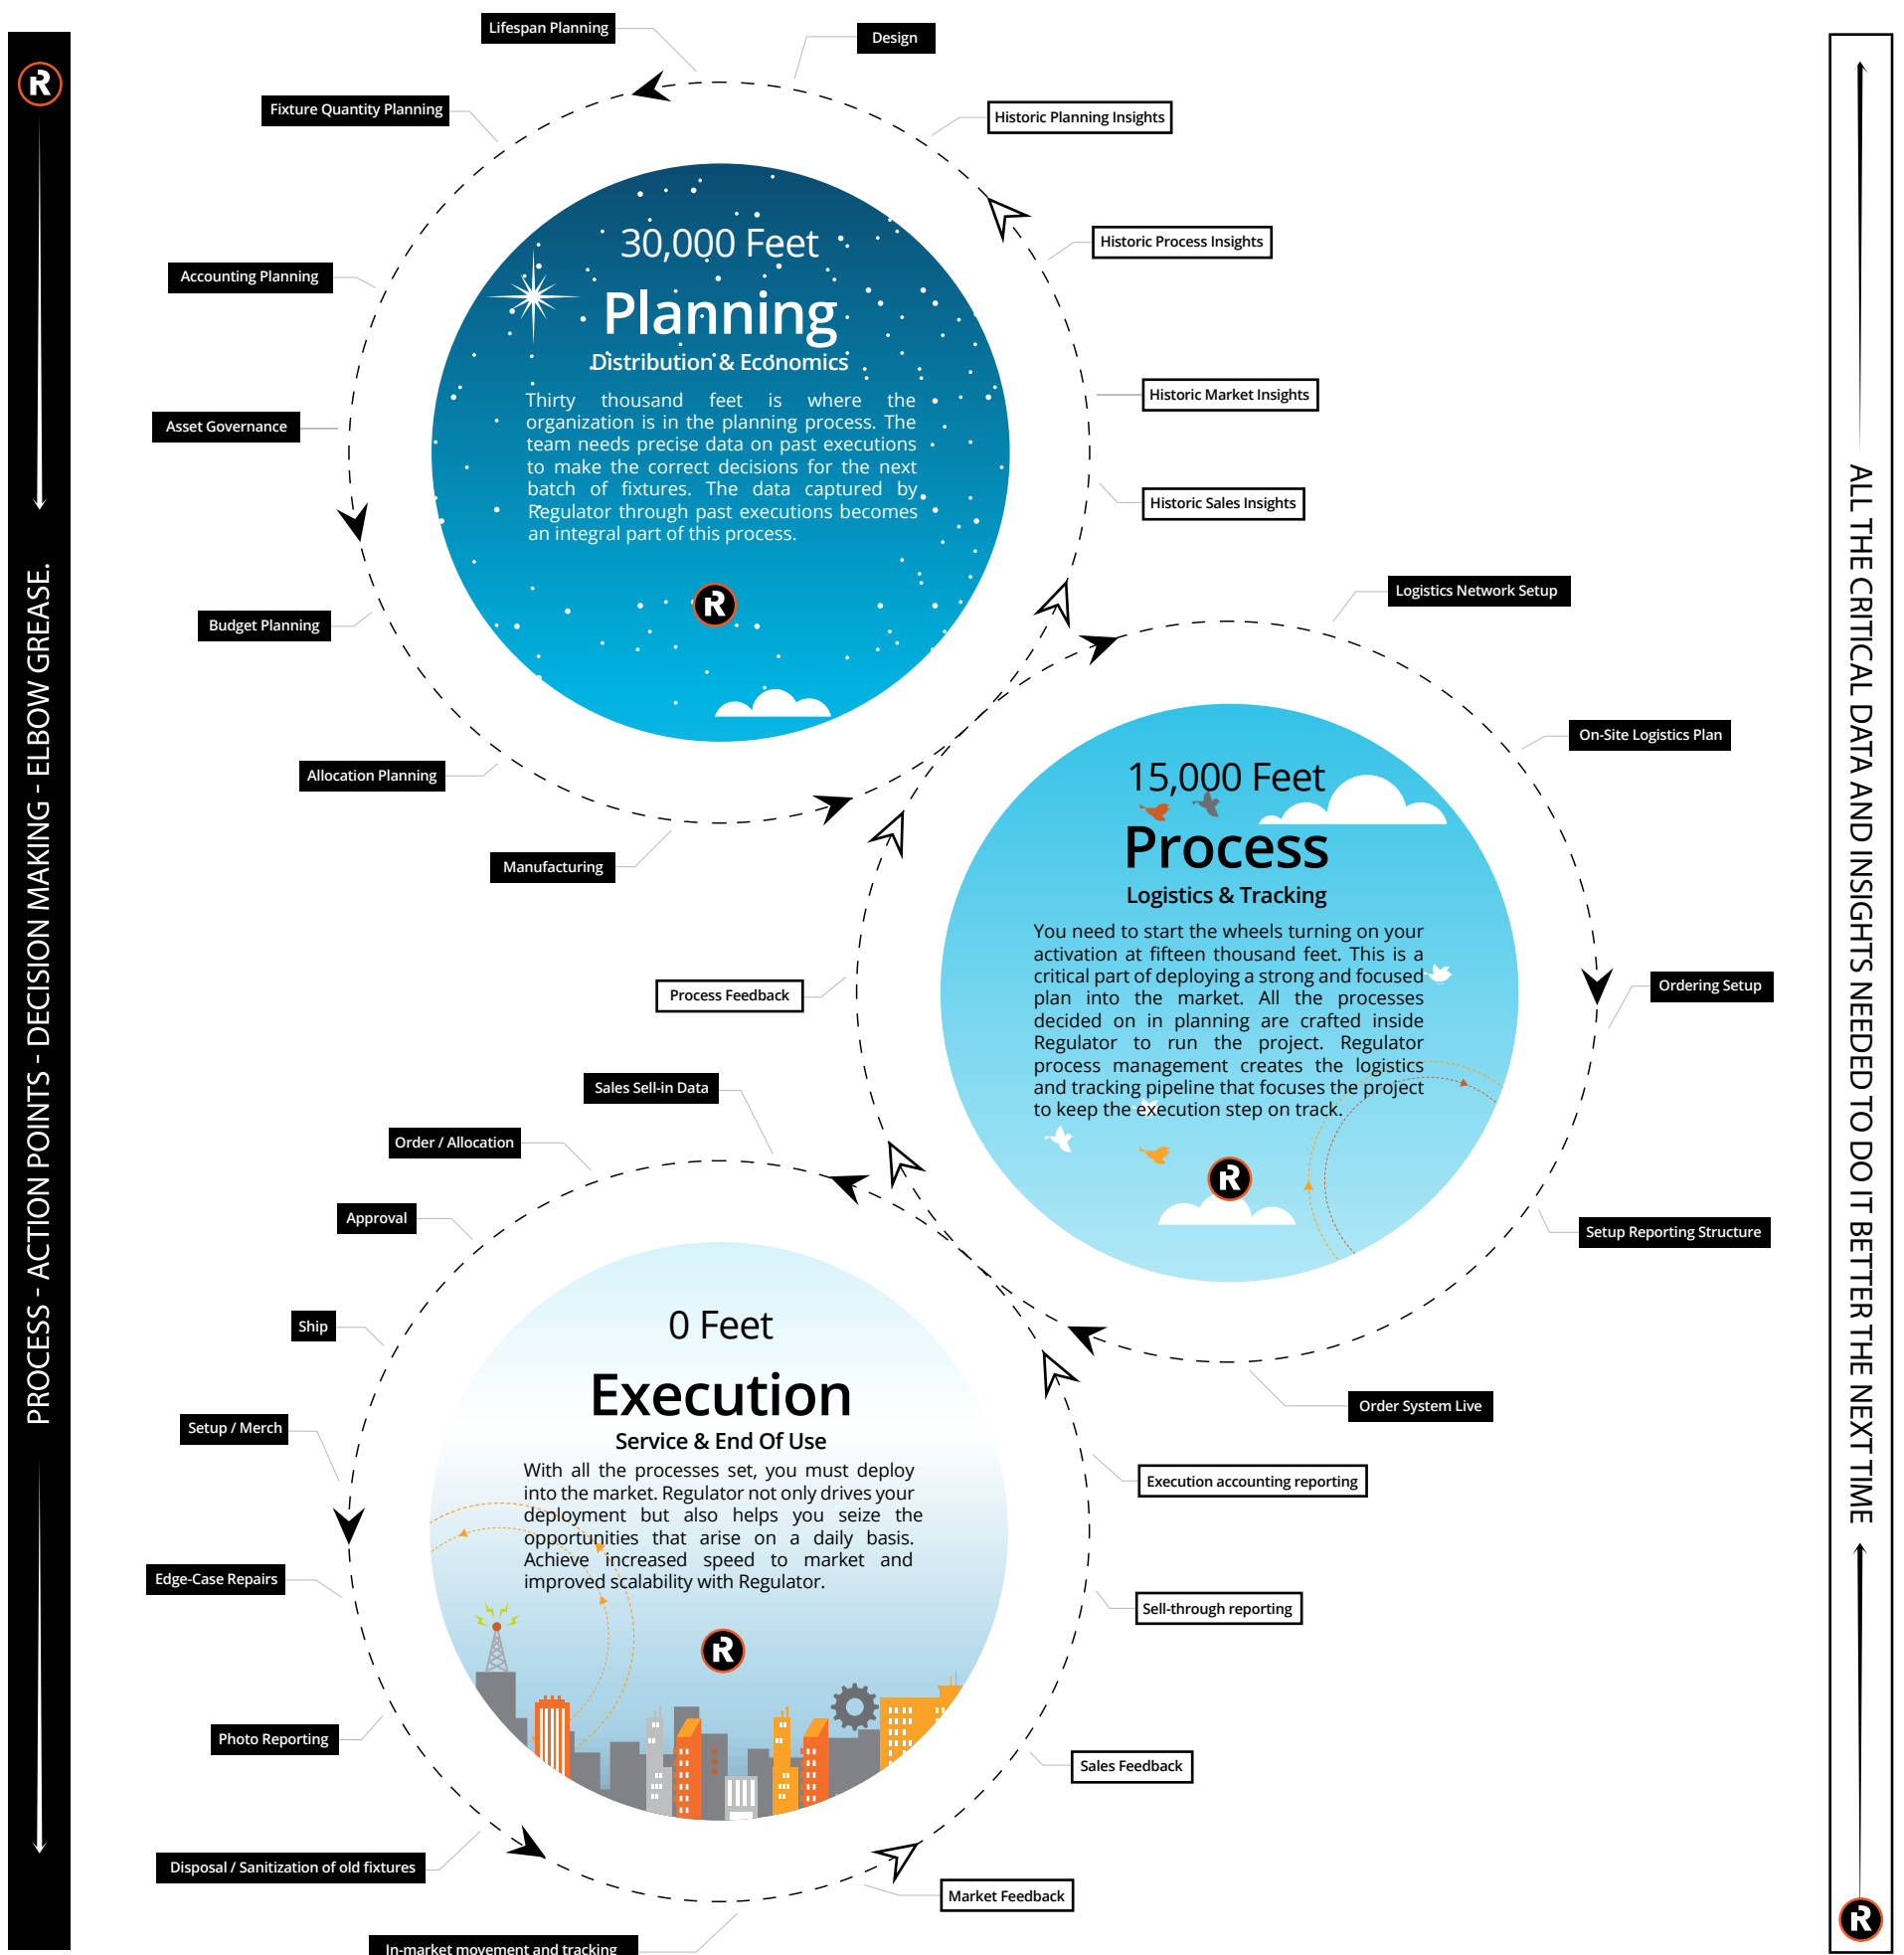 PROCESS - ACTION POINTS - DECISION MAKING - ELBOW GREASE.
Lifespan Planning
Design
Fixture Quantity Planning
Historic Planning Insights
Historic Process Insights
Accounting Planning
Historic Market Insights
Asset Governance
Historic Sales Insights
Budget Planning
Allocation Planning
Manufacturing
30,000 Feet
Planning
Distribution & Economics
Thirty thousand feet is where the
organization is in the planning process. The
team needs precise data on past executions
to make the correct decisions for the next
batch of fixtures. The data captured by
Regulator through past executions becomes
an integral part of this process.
R
Logistics Network Setup
On-Site Logistics Plan
Ordering Setup
Setup Reporting Structure
Order System Live
Process Feedback
15,000 Feet
Process
Logistics & Tracking
You need to start the wheels turning on your
activation at fifteen thousand feet. This is a
critical part of deploying a strong and focused
plan into the market. All the processes
decided on in planning are crafted inside
Regulator to run the project. Regulator
process management creates the logistics
and tracking pipeline that focuses the project
to keep the execution step on track.
R
Sales Sell-in Data
Order / Allocation
Approval
Ship
Setup / Merch
Edge-Case Repairs
Photo Reporting
Disposal / Sanitization of old fixtures
In-market movement and tracking
0 Feet
Execution
Service & End Of Use
With all the processes set, you must deploy
into the market. Regulator not only drives your
deployment but also helps you seize the
opportunities that arise on a daily basis.
Achieve increased speed to market and
improved scalability with Regulator.
R
Execution accounting reporting
Sell-through reporting
Sales Feedback
Market Feedback
ALL THE CRITICAL DATA AND INSIGHTS NEEDED TO DO IT BETTER THE NEXT TIME
R
R